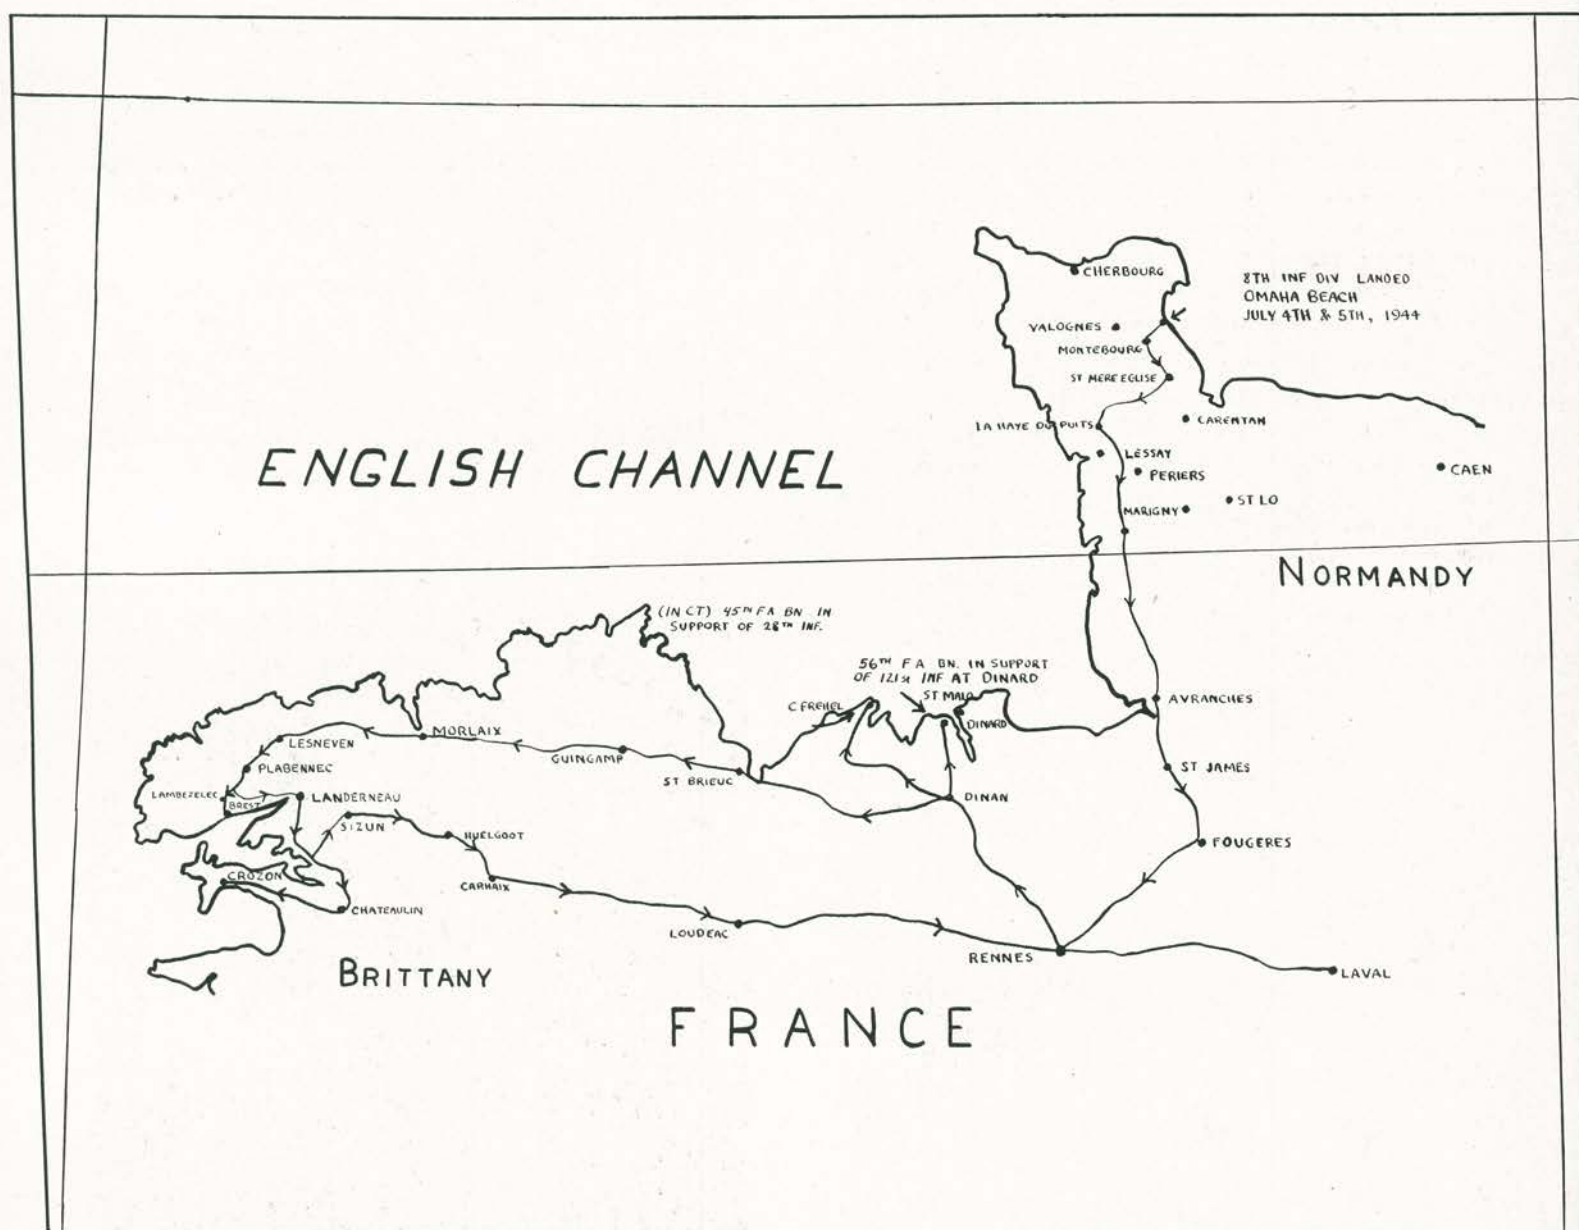 CHERBOURG
8TH INF DIV LANDED
OMAHA BEACH
JULY 4TH & 5TH, 1944
VALOGNES
MONTEBOURG
ST MERE EGLISE
LA HAYE DU PUITS
CARENTAN
LESSAY
PERIERS
CAEN
ST LO
MARIGNY
ENGLISH CHANNEL
NORMANDY
(IN CT) 45TH FA BN IN
SUPPORT OF 28TH INF.
56TH F A BN. IN SUPPORT
OF 121st INF AT DINARD
ST MALO
C FREHEL
DINARD
AVRANCHES
MORLAIX
LESNEVEN
GUINGAMP
PLABENNEC
ST BRIEUC
ST JAMES
LAMBEZELEC
BREST
LANDERNEAU
DINAN
SIZUN
HUELGOOT
FOUGERES
CROZON
CARHAIX
CHATEAULIN
LOUDEAC
RENNES
LAVAL
BRITTANY
FRANCE